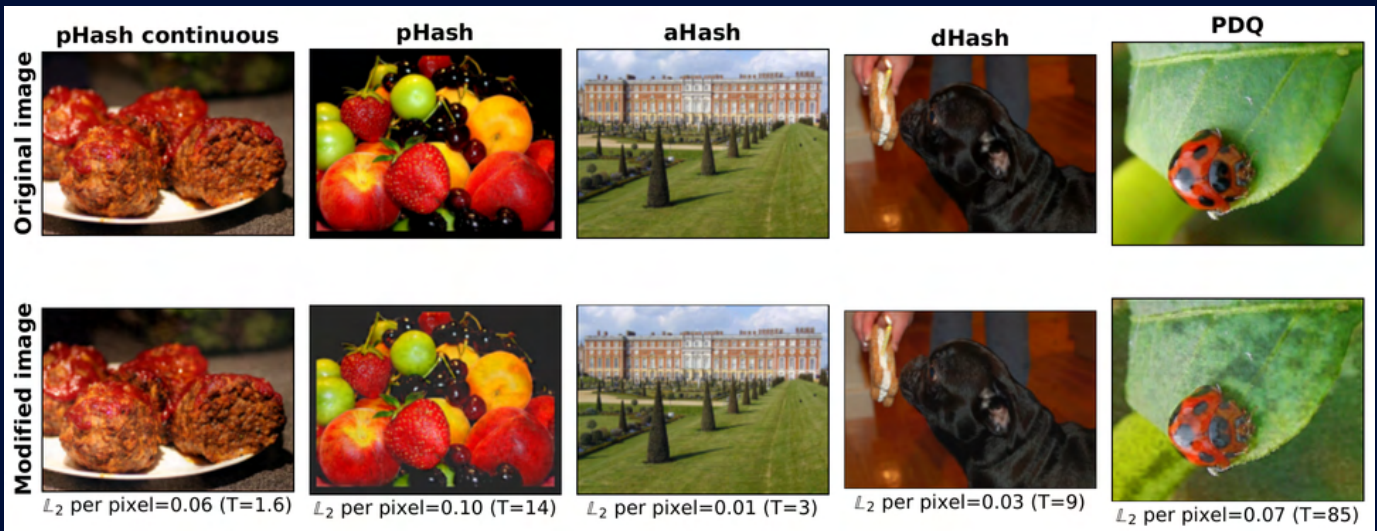 pHash continuous
pHash
aHash
dHash
PDQ
Original image
Modified image
𝕃₂ per pixel=0.06 (T=1.6)
𝕃₂ per pixel=0.10 (T=14)
𝕃₂ per pixel=0.01 (T=3)
𝕃₂ per pixel=0.03 (T=9)
𝕃₂ per pixel=0.07 (T=85)